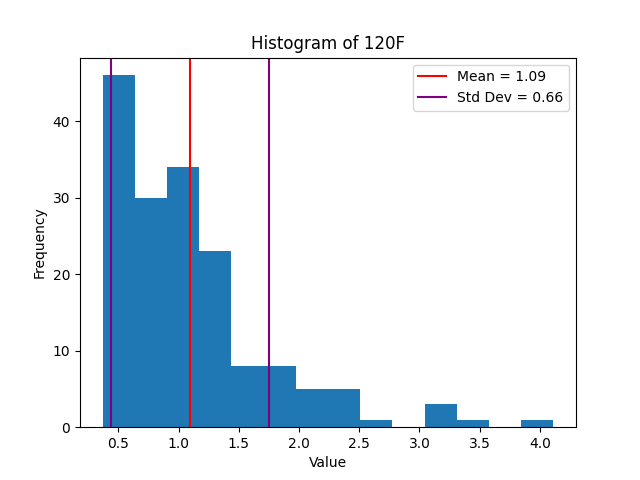 Histogram of 120F
Mean = 1.09
Std Dev = 0.66
Frequency
40
30
20
10
0
0.5 1.0 1.5 2.0 2.5 3.0 3.5 4.0
Value